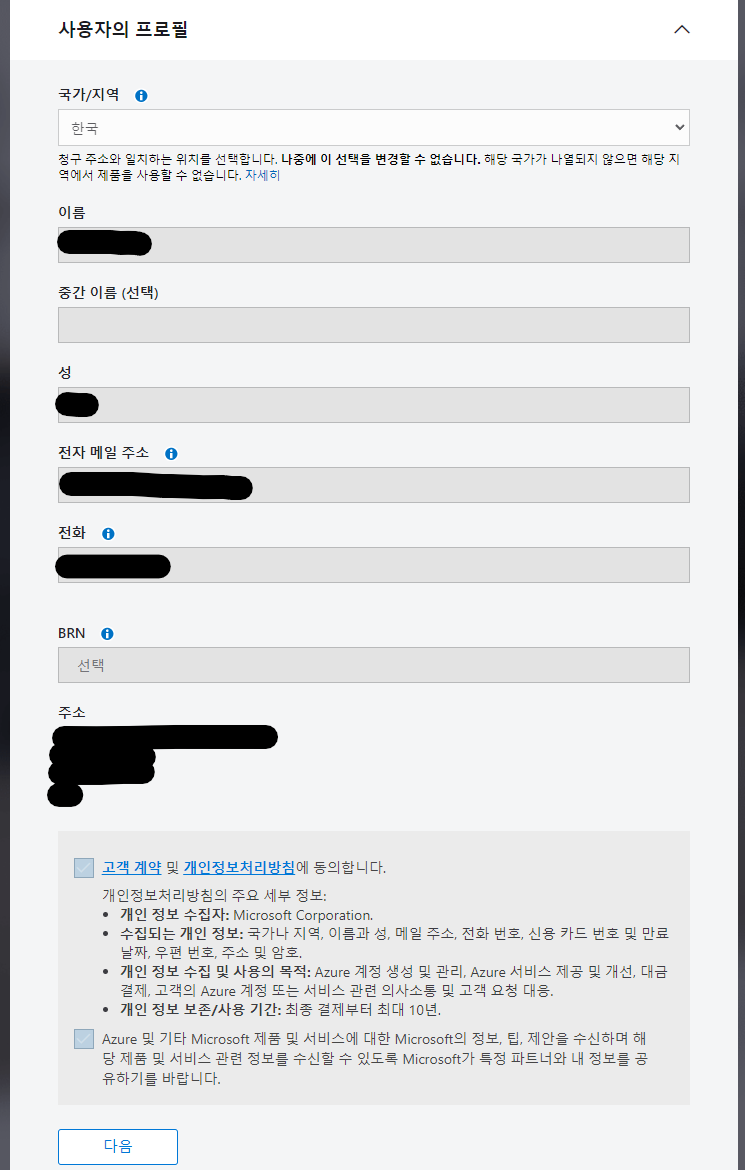 사용자의 프로필
국가/지역
한국
청구 주소와 일치하는 위치를 선택합니다. 나중에 이 선택을 변경할 수 없습니다. 해당 국가가 나열되지 않으면 해당 지
역에서 제품을 사용할 수 없습니다. 자세히
이름
중간 이름 (선택)
성
전자 메일 주소
전화
BRN
선택
주소
고객 계약 및 개인정보처리방침에 동의합니다.
개인정보처리방침의 주요 세부 정보:
• 개인 정보 수집자: Microsoft Corporation.
• 수집되는 개인 정보: 국가나 지역, 이름과 성, 메일 주소, 전화 번호, 신용 카드 번호 및 만료
날짜, 우편 번호, 주소 및 암호.
• 개인 정보 수집 및 사용의 목적: Azure 계정 생성 및 관리, Azure 서비스 제공 및 개선, 대금
결제, 고객의 Azure 계정 또는 서비스 관련 의사소통 및 고객 요청 대응.
• 개인 정보 보존/사용 기간: 최종 결제부터 최대 10년.
Azure 및 기타 Microsoft 제품 및 서비스에 대한 Microsoft의 정보, 팁, 제안을 수신하며 해
당 제품 및 서비스 관련 정보를 수신할 수 있도록 Microsoft가 특정 파트너와 내 정보를 공
유하기를 바랍니다.
다음